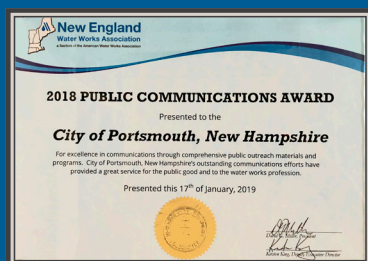 New England
Water Works Association
a Section of the American Water Works Association
2018 PUBLIC COMMUNICATIONS AWARD
Presented to the
City of Portsmouth, New Hampshire
For excellence in communications through comprehensive public outreach materials and
programs. City of Portsmouth, New Hampshire's outstanding communications efforts have
provided a great service for the public good and to the water works profession.
Presented this 17th of January, 2019
President
Kirsten King, Deputy Executive Director